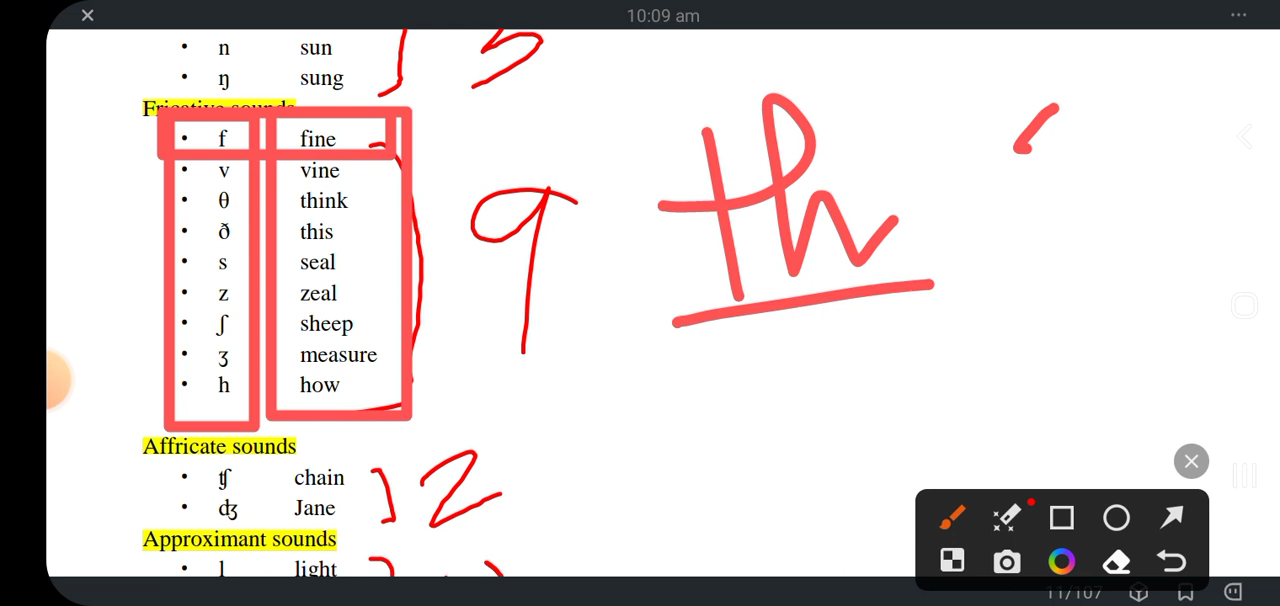 10:09 am
• n sun
• ŋ sung
5
Fricative sounds
• f fine
• v vine
• θ think
• ð this
• s seal
• z zeal
• ʃ sheep
• ʒ measure
• h how
9
th
Affricate sounds
• ʧ chain
• ʤ Jane
2
Approximant sounds
• l light
11/107